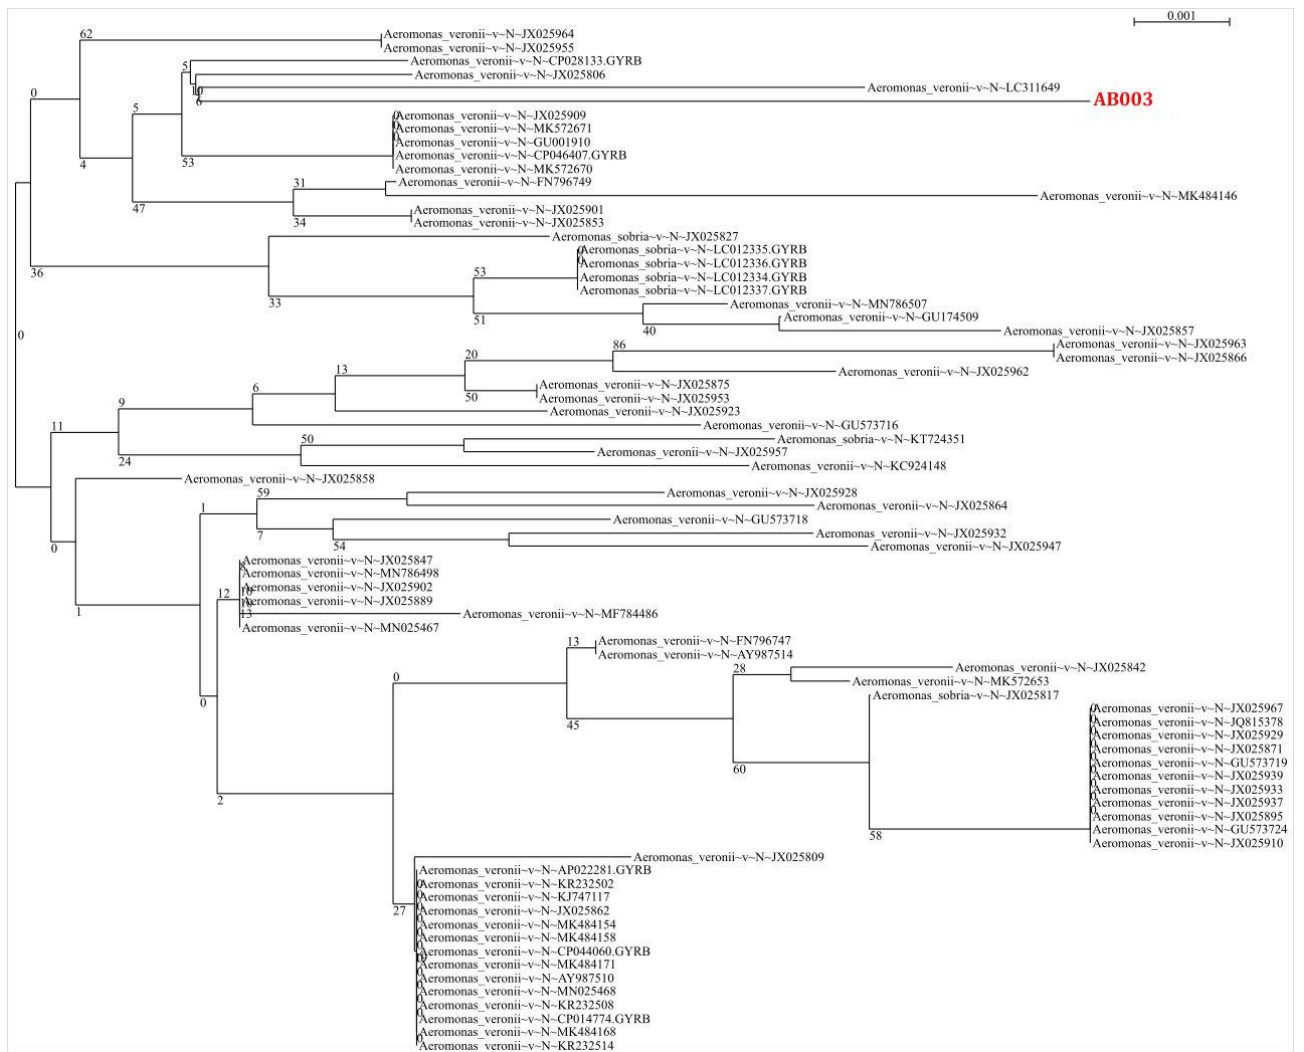 0.001
62
Aeromonas_veronii~v~N~JX025964
Aeromonas_veronii~v~N~JX025955
5
Aeromonas_veronii~v~N~CP028133.GYRB
Aeromonas_veronii~v~N~JX025806
10
Aeromonas_veronii~v~N~LC311649
0
6
AB003
5
Aeromonas_veronii~v~N~JX025909
Aeromonas_veronii~v~N~MK572671
Aeromonas_veronii~v~N~GU001910
Aeromonas_veronii~v~N~CP046407.GYRB
4
53
Aeromonas_veronii~v~N~MK572670
31
Aeromonas_veronii~v~N~FN796749
Aeromonas_veronii~v~N~MK484146
47
Aeromonas_veronii~v~N~JX025901
34
Aeromonas_veronii~v~N~JX025853
Aeromonas_sobria~v~N~JX025827
Aeromonas_sobria~v~N~LC012335.GYRB
Aeromonas_sobria~v~N~LC012336.GYRB
36
53
Aeromonas_sobria~v~N~LC012334.GYRB
Aeromonas_sobria~v~N~LC012337.GYRB
33
Aeromonas_veronii~v~N~MN786507
51
Aeromonas_veronii~v~N~GU174509
40
Aeromonas_veronii~v~N~JX025857
0
86
Aeromonas_veronii~v~N~JX025963
20
Aeromonas_veronii~v~N~JX025866
13
Aeromonas_veronii~v~N~JX025962
6
Aeromonas_veronii~v~N~JX025875
50
Aeromonas_veronii~v~N~JX025953
9
Aeromonas_veronii~v~N~JX025923
11
Aeromonas_veronii~v~N~GU573716
50
Aeromonas_sobria~v~N~KT724351
Aeromonas_veronii~v~N~JX025957
24
Aeromonas_veronii~v~N~KC924148
Aeromonas_veronii~v~N~JX025858
59
Aeromonas_veronii~v~N~JX025928
1
Aeromonas_veronii~v~N~JX025864
Aeromonas_veronii~v~N~GU573718
7
Aeromonas_veronii~v~N~JX025932
0
54
Aeromonas_veronii~v~N~JX025947
Aeromonas_veronii~v~N~JX025847
Aeromonas_veronii~v~N~MN786498
Aeromonas_veronii~v~N~JX025902
12
Aeromonas_veronii~v~N~JX025889
1
13
Aeromonas_veronii~v~N~MF784486
Aeromonas_veronii~v~N~MN025467
13
Aeromonas_veronii~v~N~FN796747
Aeromonas_veronii~v~N~AY987514
0
28
Aeromonas_veronii~v~N~JX025842
Aeromonas_veronii~v~N~MK572653
0
Aeromonas_sobria~v~N~JX025817
45
Aeromonas_veronii~v~N~JX025967
Aeromonas_veronii~v~N~JQ815378
Aeromonas_veronii~v~N~JX025929
Aeromonas_veronii~v~N~JX025871
60
Aeromonas_veronii~v~N~GU573719
Aeromonas_veronii~v~N~JX025939
Aeromonas_veronii~v~N~JX025933
2
Aeromonas_veronii~v~N~JX025937
Aeromonas_veronii~v~N~JX025895
58
Aeromonas_veronii~v~N~GU573724
Aeromonas_veronii~v~N~JX025910
Aeromonas_veronii~v~N~JX025809
Aeromonas_veronii~v~N~AP022281.GYRB
Aeromonas_veronii~v~N~KR232502
Aeromonas_veronii~v~N~KJ747117
27
Aeromonas_veronii~v~N~JX025862
Aeromonas_veronii~v~N~MK484154
Aeromonas_veronii~v~N~MK484158
Aeromonas_veronii~v~N~CP044060.GYRB
Aeromonas_veronii~v~N~MK484171
Aeromonas_veronii~v~N~AY987510
Aeromonas_veronii~v~N~MN025468
Aeromonas_veronii~v~N~KR232508
Aeromonas_veronii~v~N~CP014774.GYRB
Aeromonas_veronii~v~N~MK484168
Aeromonas_veronii~v~N~KR232514